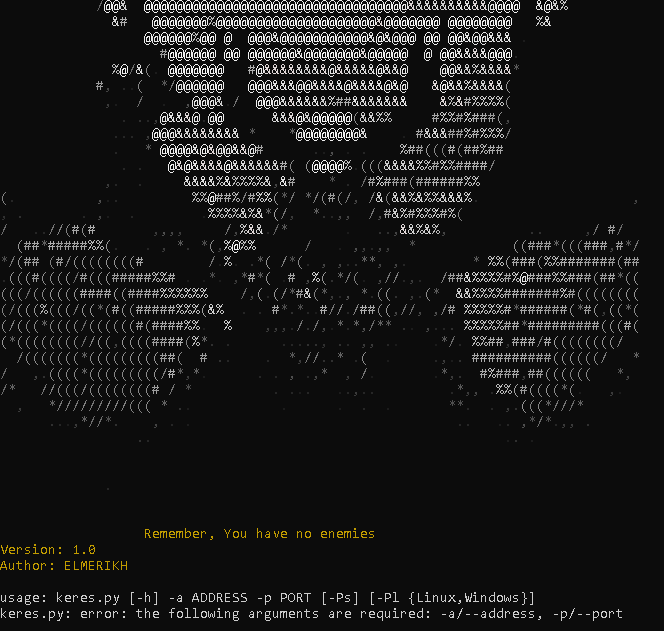 Remember, You have no enemies
Version: 1.0
Author: ELMERIKH
usage: keres.py [-h] -a ADDRESS -p PORT [-Ps] [-Pl {Linux,Windows}]
keres.py: error: the following arguments are required: -a/--address, -p/--port